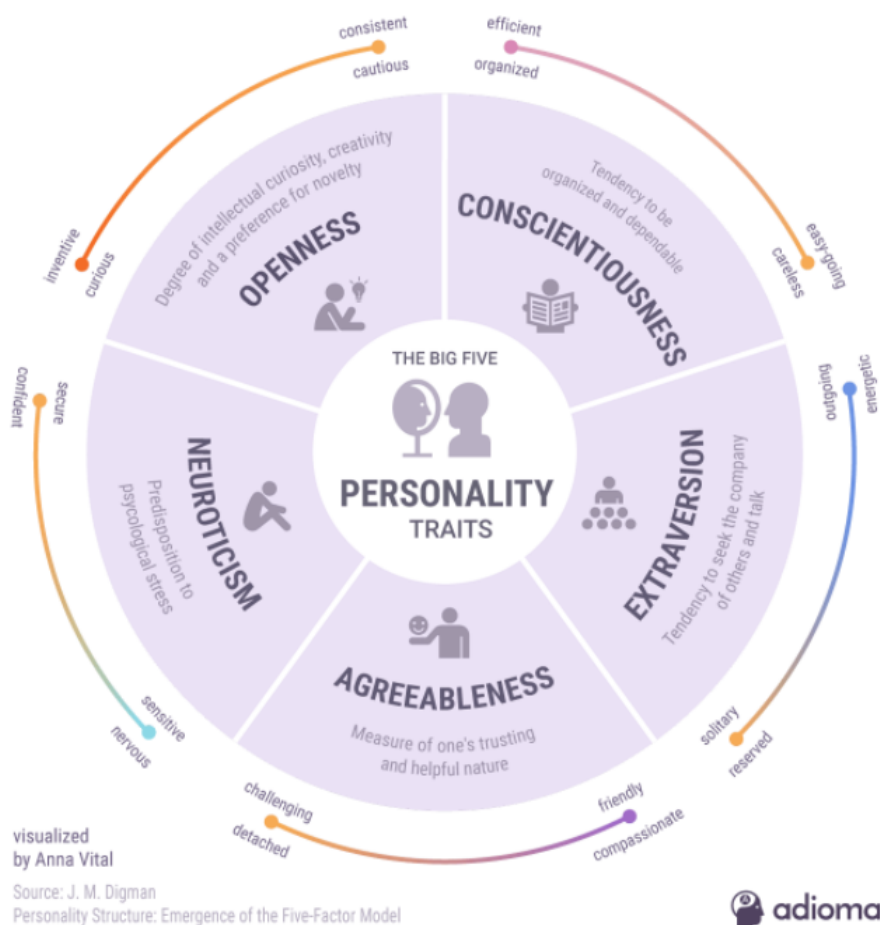 THE BIG FIVE
PERSONALITY
TRAITS
consistent
cautious
inventive
curious
Degree of intellectual curiosity, creativity
and a preference for novelty
OPENNESS
efficient
organized
easy-going
careless
Tendency to be
organized and dependable
CONSCIENTIOUSNESS
energetic
outgoing
solitary
reserved
EXTRAVERSION
Tendency to seek the company
of others and talk
AGREEABLENESS
Measure of one's trusting
and helpful nature
challenging
detached
friendly
compassionate
NEUROTICISM
Predisposition to
psycological stress
secure
confident
sensitive
nervous
visualized
by Anna Vital
Source: J. M. Digman
Personality Structure: Emergence of the Five-Factor Model
adioma